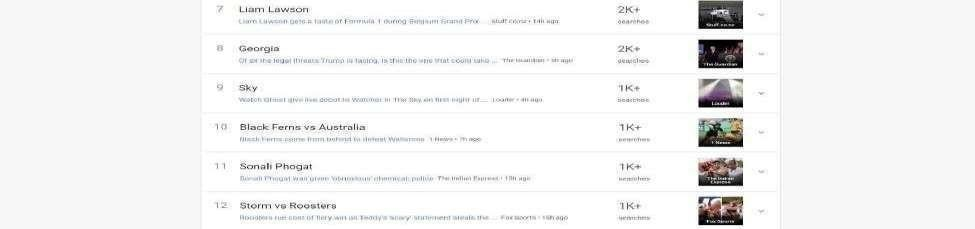 7 Liam Lawson 2K+
Liam Lawson gets a taste of Formula 1 during Belgium Grand Prix ... Stuff.co.nz • 14h ago searches
Stuff.co.nz
8 Georgia 2K+
Of all the legal threats Trump is facing, is this the one that could take ... The Guardian • 5h ago searches
The Guardian
9 Sky 1K+
Watch Ghost give live debut to Watcher In The Sky on first night of ... Louder • 4h ago searches
Louder
10 Black Ferns vs Australia 1K+
Black Ferns come from behind to defeat Wallaroos 1 News • 7h ago searches
1 News
11 Sonali Phogat 1K+
Sonali Phogat was given 'obnoxious' chemical: police The Indian Express • 13h ago searches
The Indian Express
12 Storm vs Roosters 1K+
Roosters rue cost of fiery win as Teddy's 'scary' statement steals the ... Fox Sports • 15h ago searches
Fox Sports